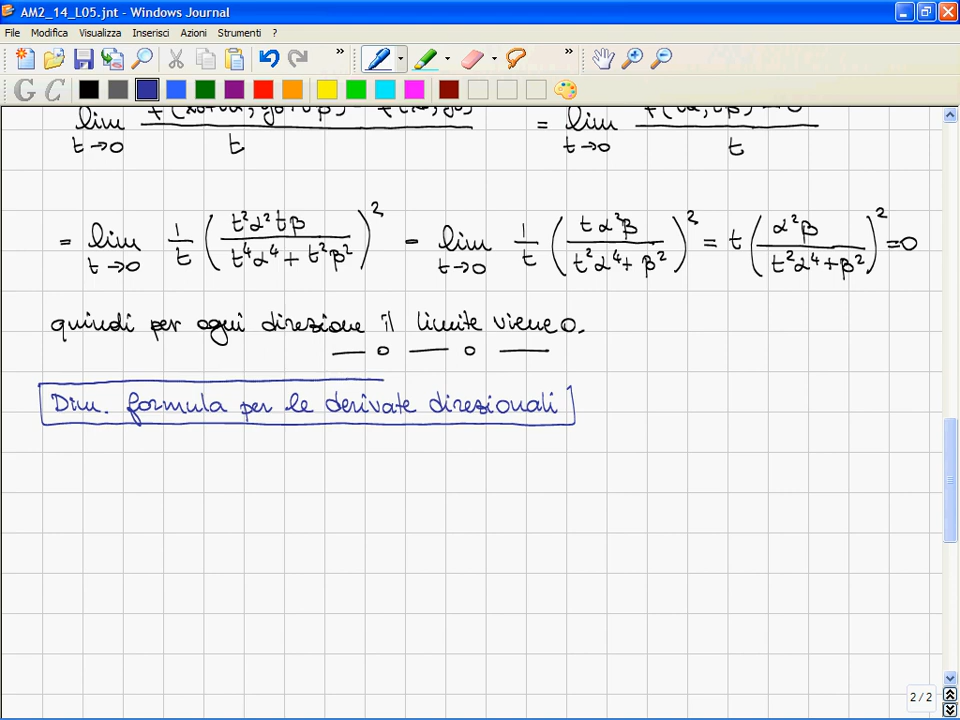 AM2_14_L05.jnt - Windows Journal
File Modifica Visualizza Inserisci Azioni Strumenti ?
G C
lim t→0 f(x0+tα, y0+tβ) - f(x0, y0) / t = lim t→0 f(tα, tβ) - 0 / t
= lim t→0 1/t (t²α²tβ / t⁴α⁴ + t²β²)² = lim t→0 1/t (tα²β / t²α⁴ + β²)² = t (α²β / t²α⁴ + β²)² = 0
quindi per ogni direzione il limite viene 0.
— o — o —
Dim. formula per le derivate direzionali
2 / 2